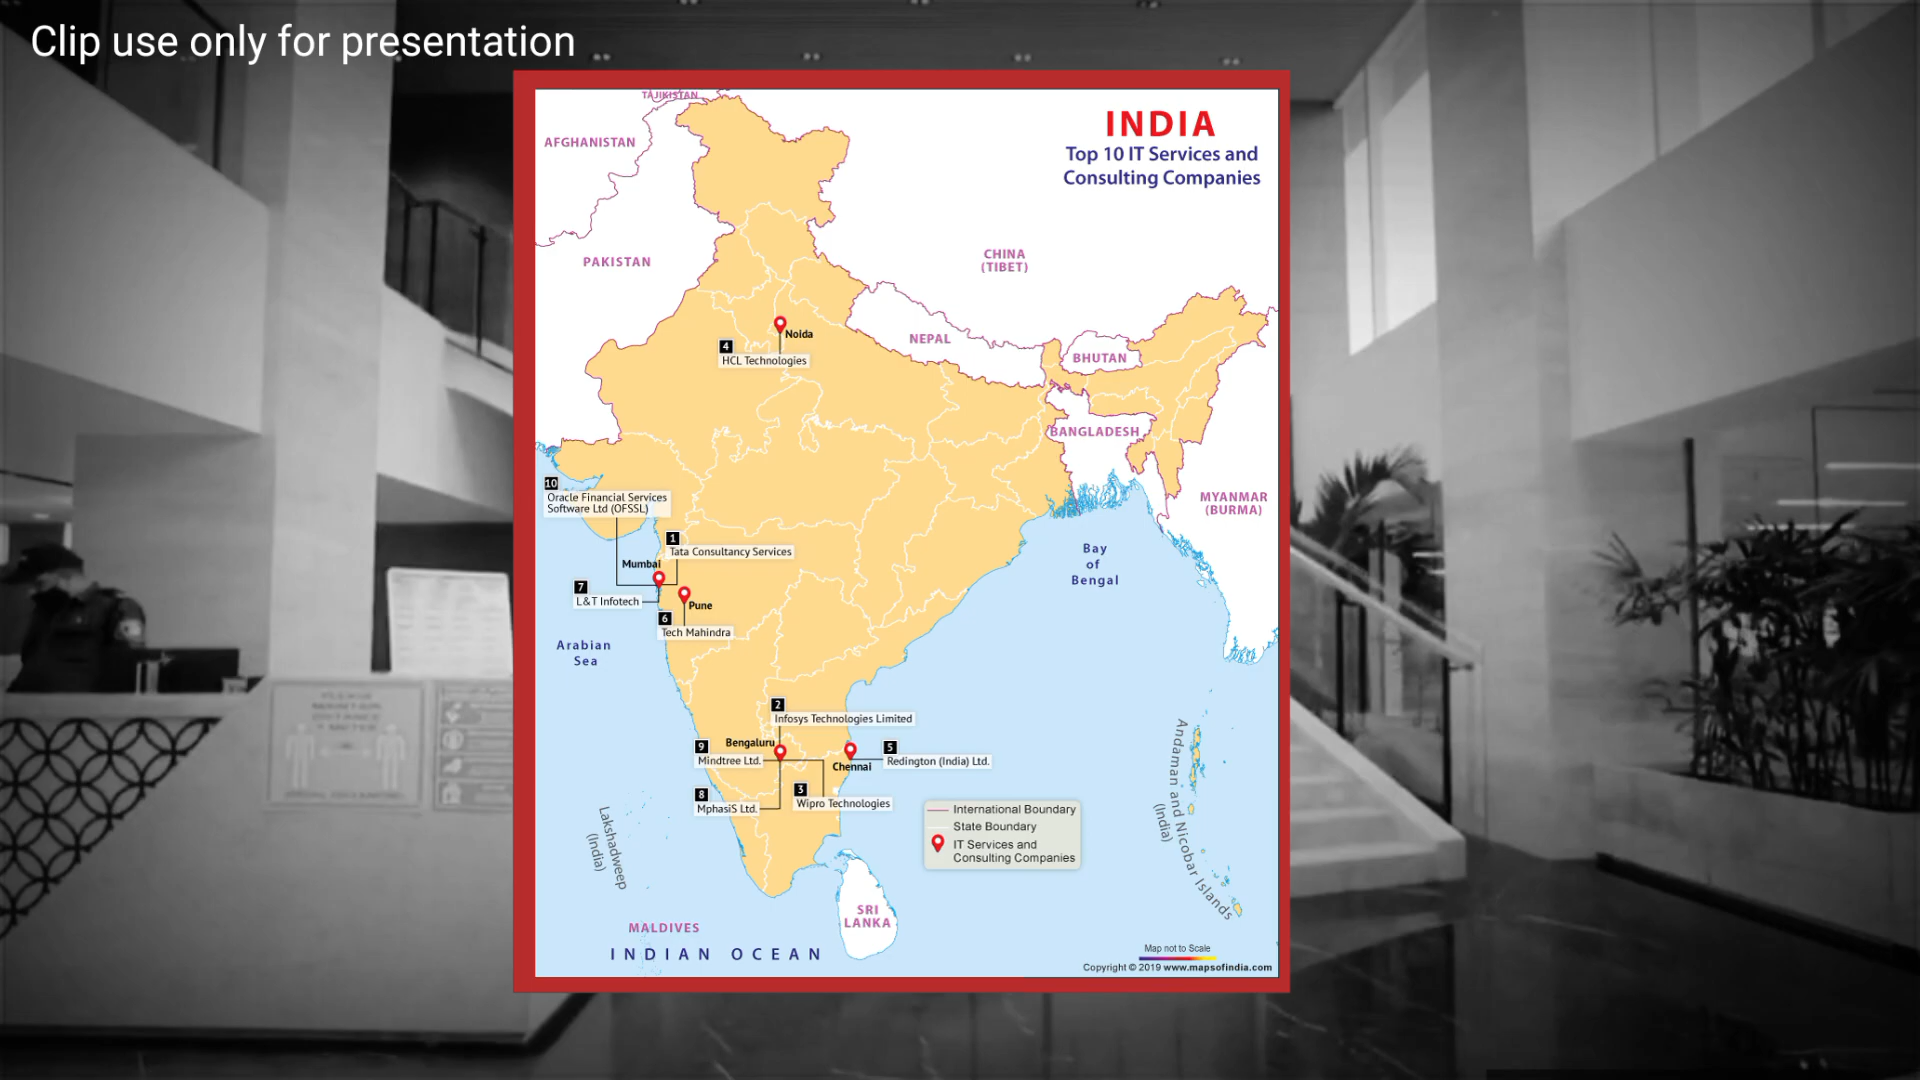 Clip use only for presentation
INDIA
Top 10 IT Services and
Consulting Companies
TAJIKISTAN
AFGHANISTAN
PAKISTAN
CHINA
(TIBET)
NEPAL
BHUTAN
BANGLADESH
MYANMAR
(BURMA)
Noida
4
HCL Technologies
10
Oracle Financial Services
Software Ltd (OFSSL)
1
Tata Consultancy Services
Mumbai
7
L&T Infotech
Pune
6
Tech Mahindra
Arabian
Sea
Bay
of
Bengal
2
Infosys Technologies Limited
Bengaluru
9
Mindtree Ltd.
5
Redington (India) Ltd.
Chennai
8
MphasiS Ltd.
3
Wipro Technologies
International Boundary
State Boundary
IT Services and
Consulting Companies
Lakshadweep
(India)
Andaman and Nicobar Islands
(India)
SRI
LANKA
MALDIVES
INDIAN OCEAN
Map not to Scale
Copyright © 2019 www.mapsofindia.com